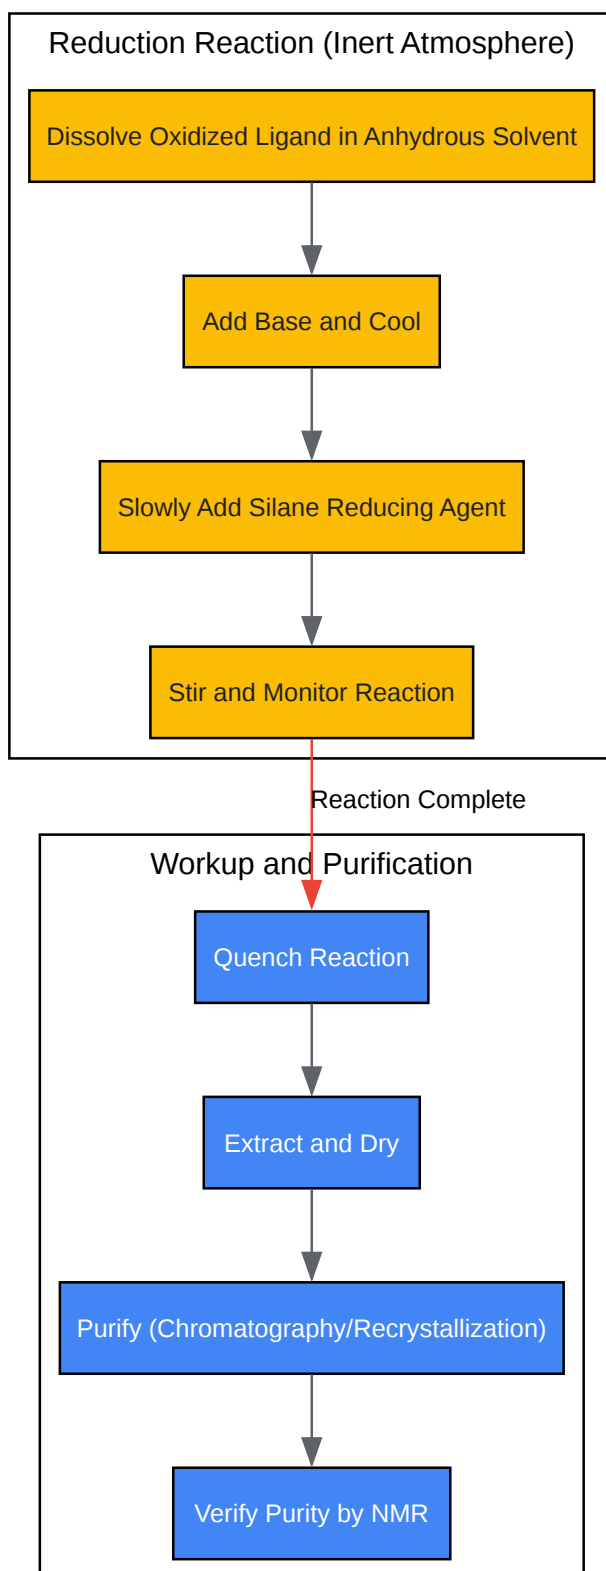 Reduction Reaction (Inert Atmosphere)
Dissolve Oxidized Ligand in Anhydrous Solvent
Add Base and Cool
Slowly Add Silane Reducing Agent
Stir and Monitor Reaction
Reaction Complete
Workup and Purification
Quench Reaction
Extract and Dry
Purify (Chromatography/Recrystallization)
Verify Purity by NMR